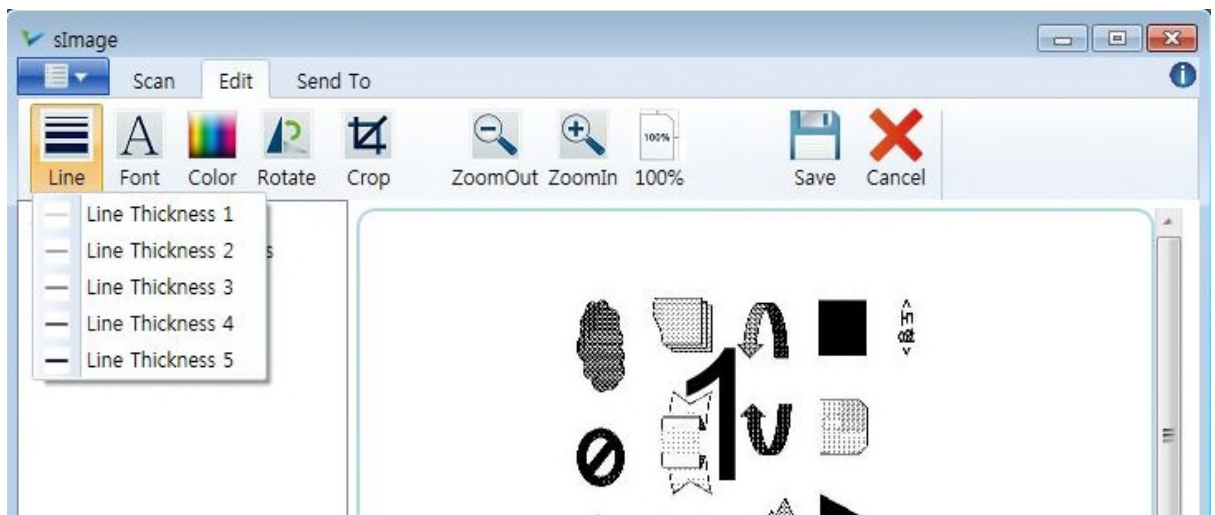 sImage
Scan Edit Send To
Line Font Color Rotate Crop ZoomOut ZoomIn 100% Save Cancel
100%
Line Thickness 1
Line Thickness 2
s
Line Thickness 3
Line Thickness 4
Line Thickness 5
1